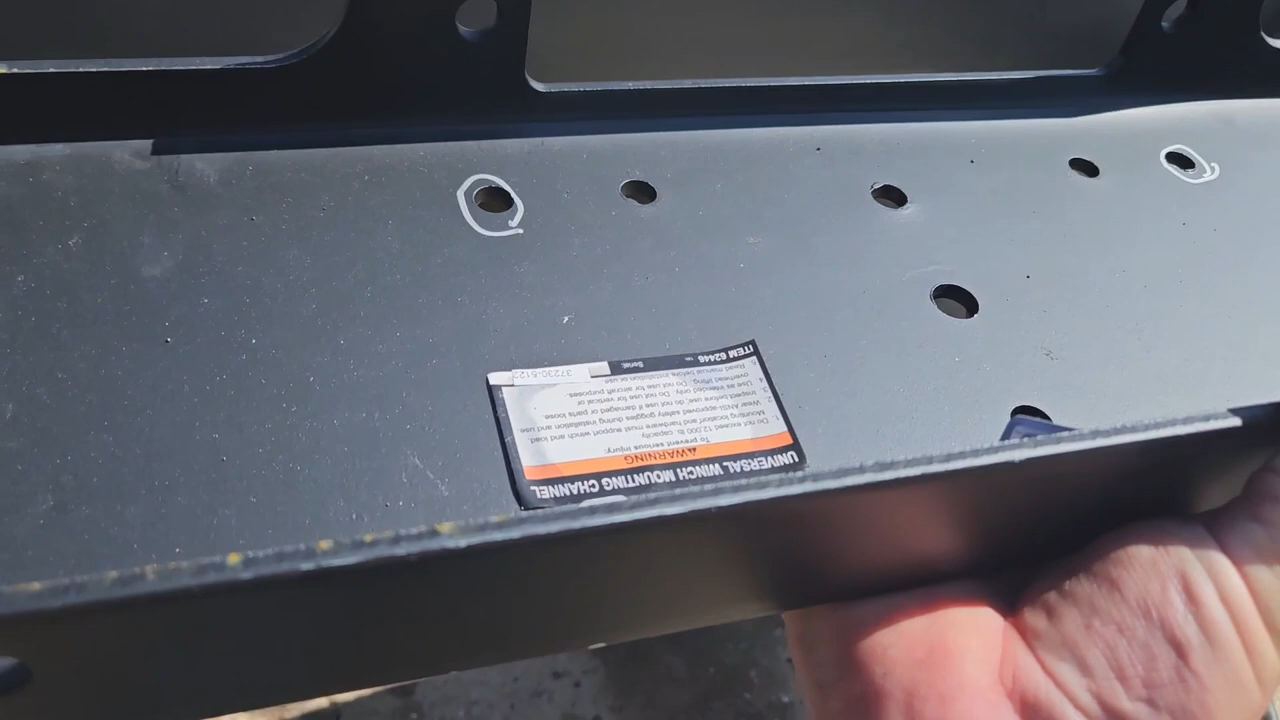 UNIVERSAL WINCH MOUNTING CHANNEL
⚠WARNING
To prevent serious injury:
1. Do not exceed 12,000 lb. capacity.
Mounting location and hardware must support winch and load.
2. Wear ANSI-approved safety goggles during installation and use.
3. Inspect before use; do not use if damaged or parts loose.
4. Use as intended only. Do not use for vertical or
overhead lifting. Do not use for aircraft purposes.
5. Read manual before installation or use.
ITEM 62446
Serial:
37230-5122